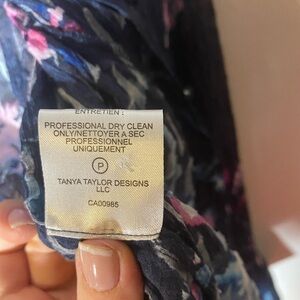 ENTRETIEN :
PROFESSIONAL DRY CLEAN
ONLY/NETTOYER A SEC
PROFESSIONNEL
UNIQUEMENT
P
TANYA TAYLOR DESIGNS
LLC
CA00985